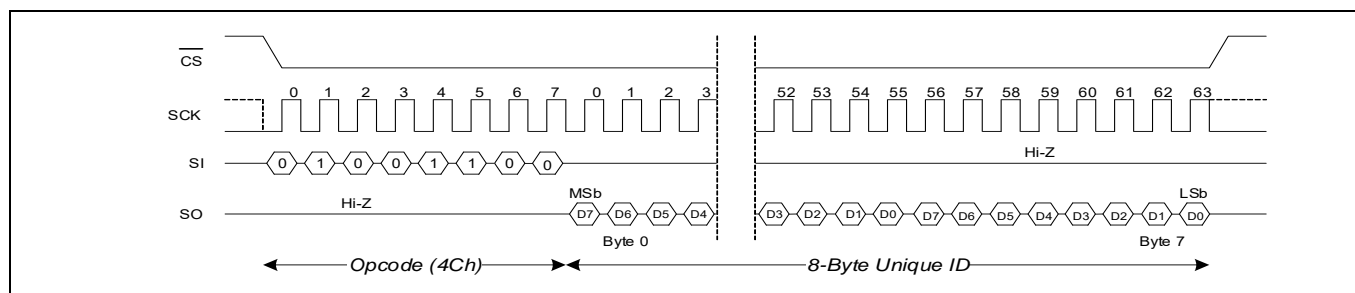 CS
0 1 2 3 4 5 6 7 0 1 2 3 52 53 54 55 56 57 58 59 60 61 62 63
SCK
SI 0 1 0 0 1 1 0 0 Hi-Z
Hi-Z MSb LSb
SO D7 D6 D5 D4 D3 D2 D1 D0 D7 D6 D5 D4 D3 D2 D1 D0
Byte 0 Byte 7
Opcode (4Ch) 8-Byte Unique ID